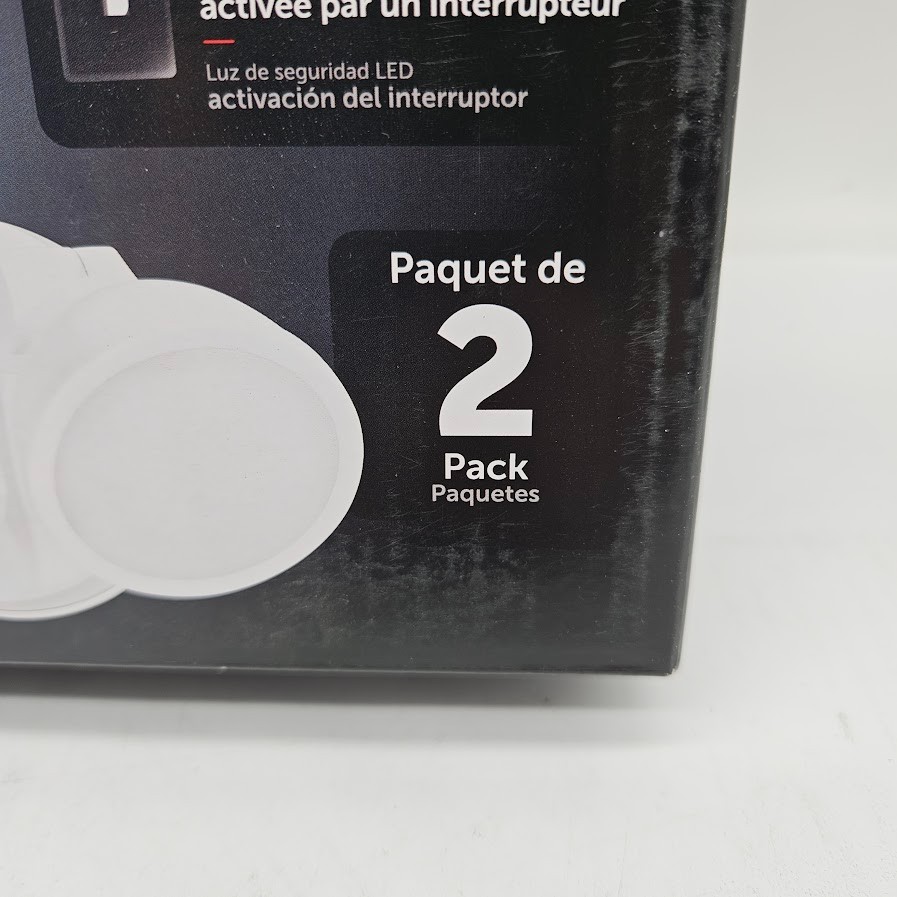 activée par un interrupteur
Luz de seguridad LED
activación del interruptor
Paquet de
2
Pack
Paquetes